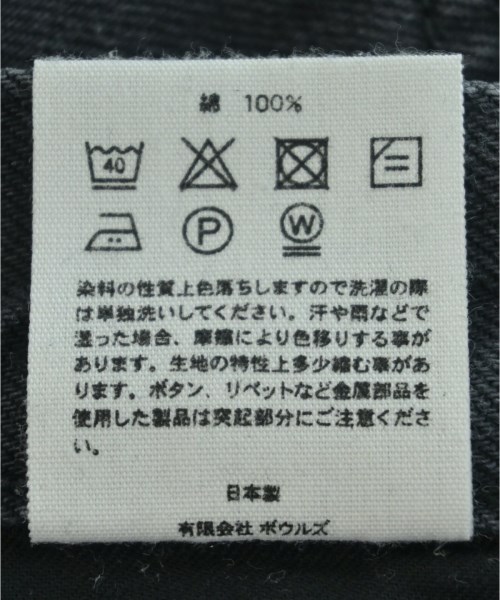 綿 100%
40
P W
染料の性質上色落ちしますので洗濯の際
は単独洗いしてください。汗や雨などで
湿った場合、摩擦により色移りする事が
あります。生地の特性上多少縮む事があ
ります。ボタン、リベットなど金属部品を
使用した製品は突起部分にご注意くださ
い。
日本製
有限会社 ボウルズ